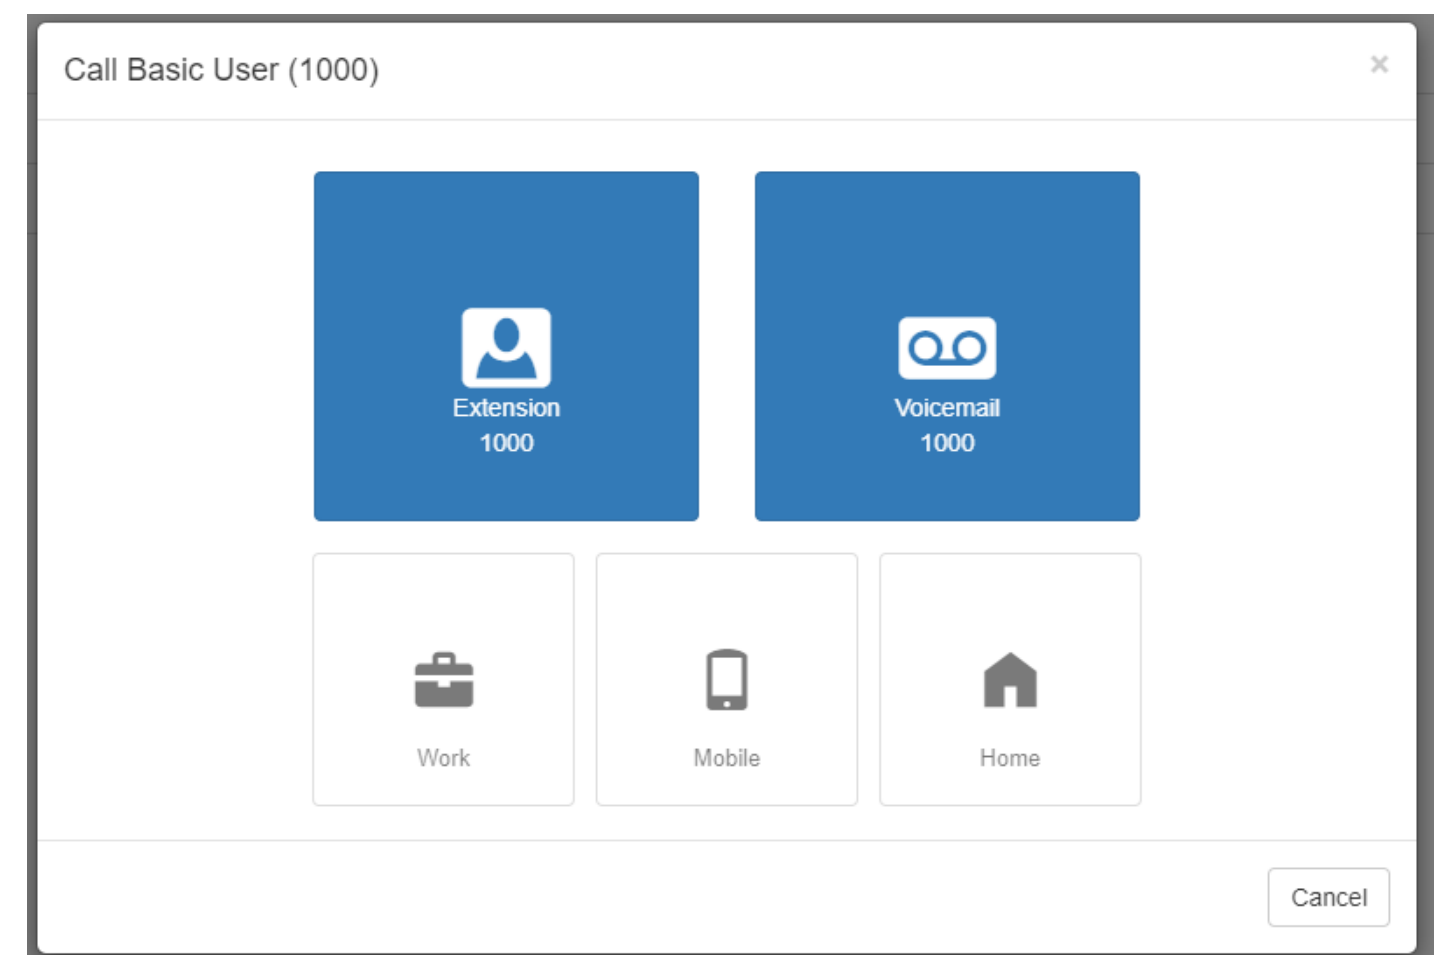 Call Basic User (1000)
×
Extension
1000
Voicemail
1000
Work
Mobile
Home
Cancel